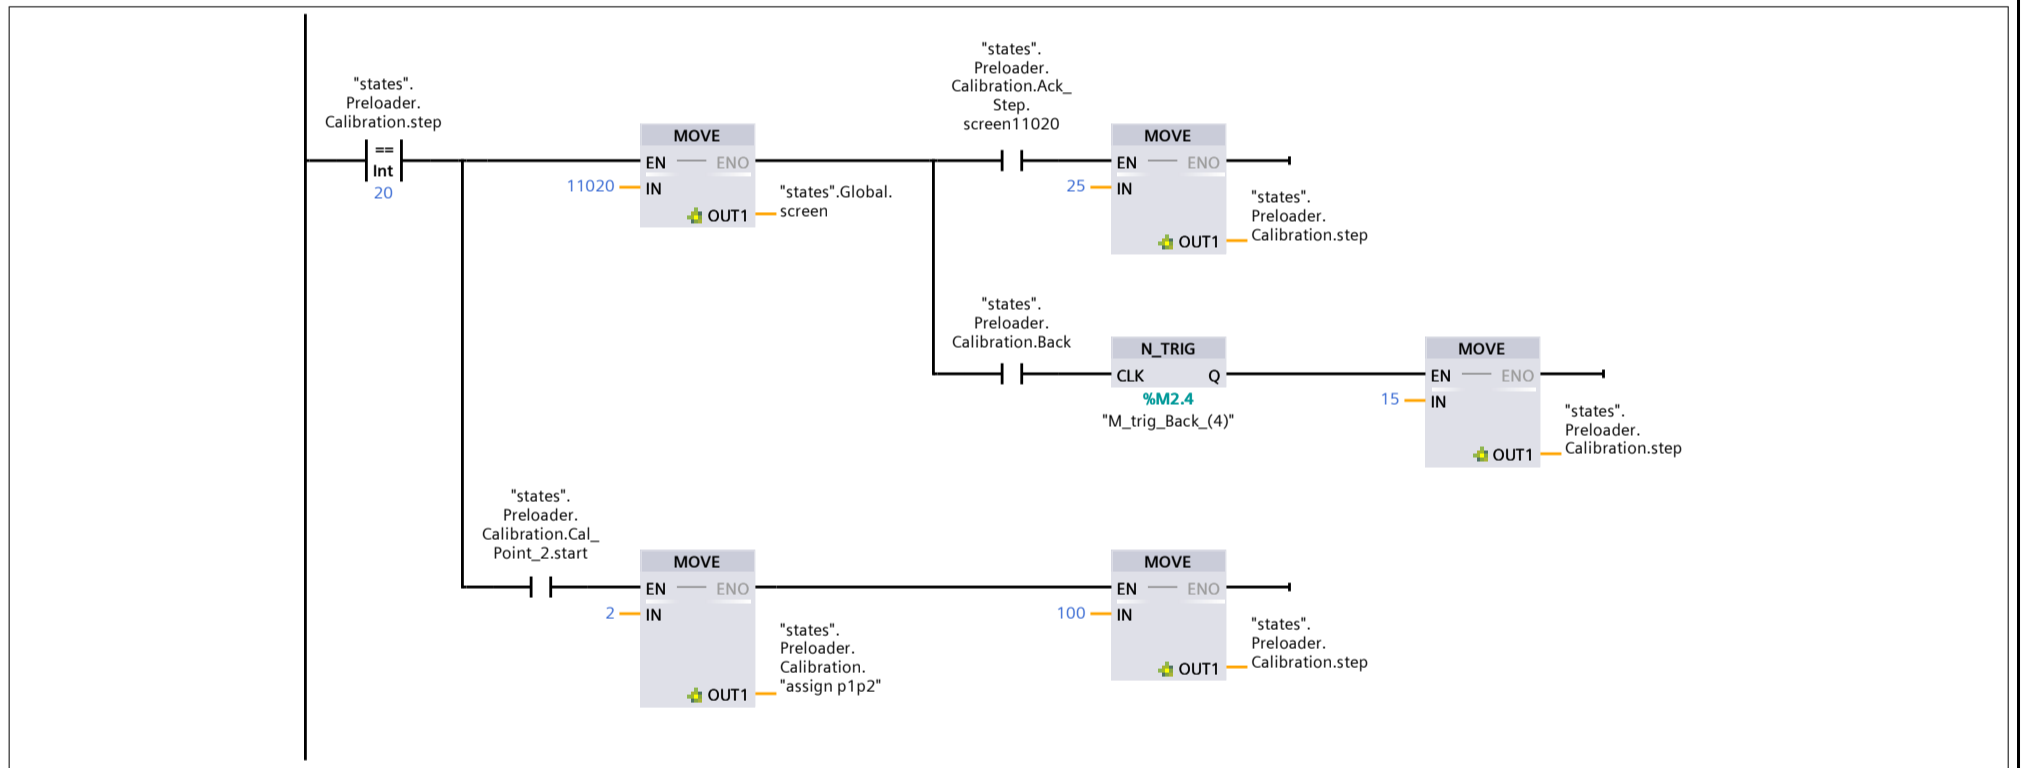 "states".
Preloader.
Calibration.step
==
Int
20
MOVE
EN ENO
11020 IN
OUT1
"states".Global.
screen
"states".
Preloader.
Calibration.Ack_
Step.
screen11020
MOVE
EN ENO
25 IN
OUT1
"states".
Preloader.
Calibration.step
"states".
Preloader.
Calibration.Back
N_TRIG
CLK Q
%M2.4
"M_trig_Back_(4)"
MOVE
EN ENO
15 IN
OUT1
"states".
Preloader.
Calibration.step
"states".
Preloader.
Calibration.Cal_
Point_2.start
MOVE
EN ENO
2 IN
OUT1
"states".
Preloader.
Calibration.
"assign p1p2"
MOVE
EN ENO
100 IN
OUT1
"states".
Preloader.
Calibration.step